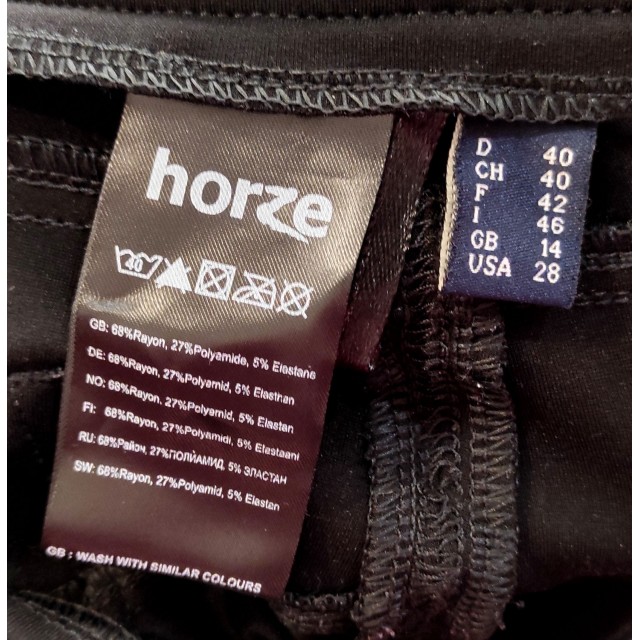 horze
40
GB: 68%Rayon, 27%Polyamide, 5% Elastane
DE: 68%Rayon, 27%Polyamid, 5% Elasthan
NO: 68%Rayon, 27%Polyamid, 5% Elastan
FI: 68%Rayon, 27%Polyamidi, 5% Elastaani
RU: 68%Район, 27%ПОЛИАМИД, 5% ЭЛАСТАН
SW: 68%Rayon, 27%Polyamid, 5% Elastan
GB : WASH WITH SIMILAR COLOURS
D 40
CH 40
F 42
I 46
GB 14
USA 28